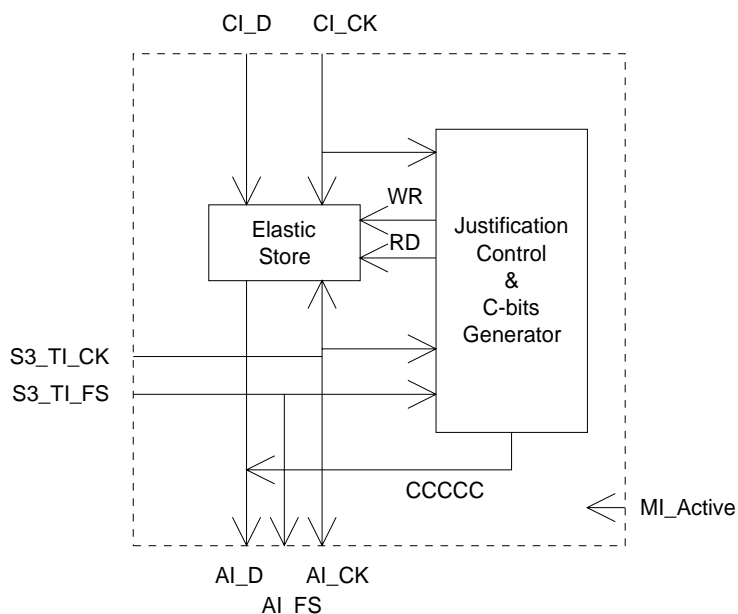 CI_D
CI_CK
WR
Elastic
Store
RD
Justification
Control
&
C-bits
Generator
S3_TI_CK
S3_TI_FS
CCCCC
MI_Active
AI_D
AI_CK
AI_FS